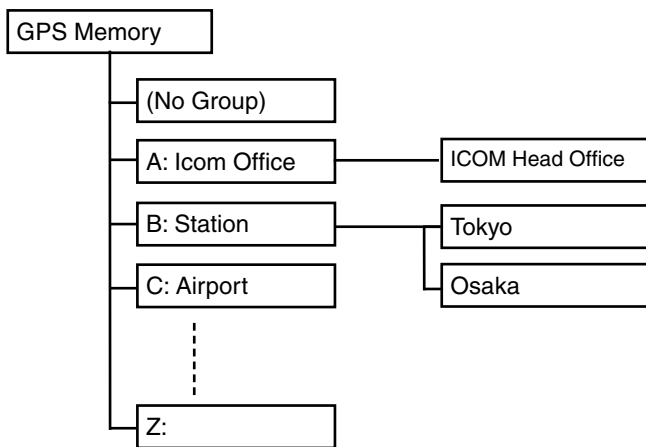 GPS Memory
(No Group)
A: Icom Office
ICOM Head Office
B: Station
Tokyo
C: Airport
Osaka
Z: